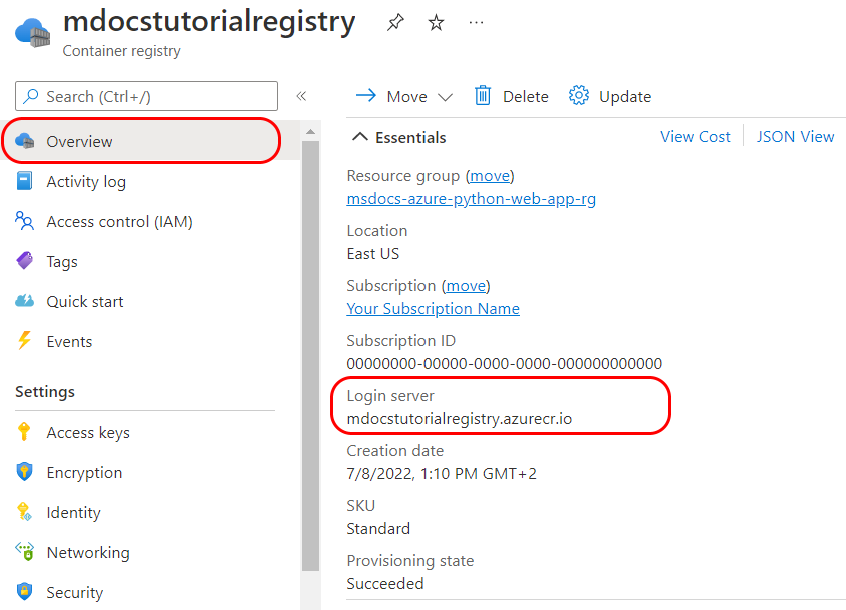 mdocstutorialregistry
Container registry
Search (Ctrl+/)
Overview
Activity log
Access control (IAM)
Tags
Quick start
Events
Settings
Access keys
Encryption
Identity
Networking
Security
Move
Delete
Update
Essentials
View Cost
JSON View
Resource group (move)
msdocs-azure-python-web-app-rg
Location
East US
Subscription (move)
Your Subscription Name
Subscription ID
00000000-00000-0000-0000-000000000000
Login server
mdocstutorialregistry.azurecr.io
Creation date
7/8/2022, 1:10 PM GMT+2
SKU
Standard
Provisioning state
Succeeded